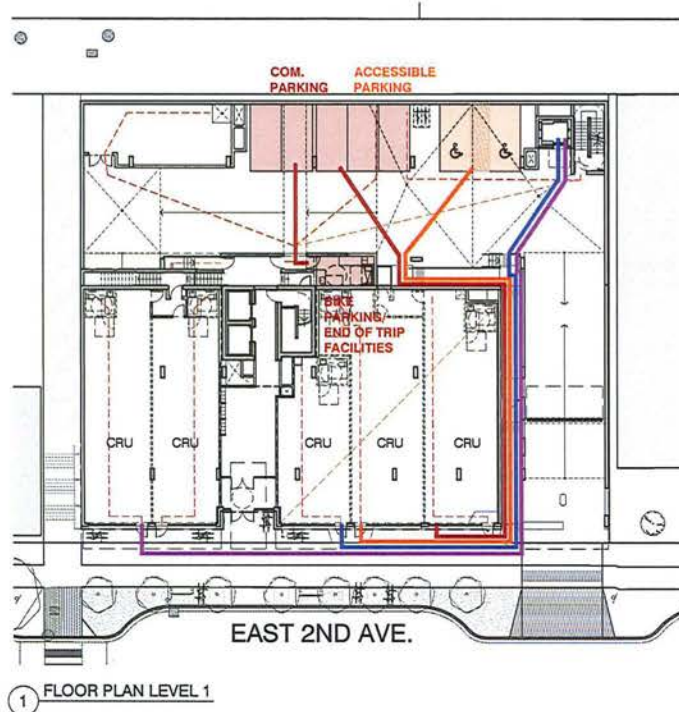 COM.
PARKING
ACCESSIBLE
PARKING
BIKE
PARKING/
END OF TRIP
FACILITIES
CRU
CRU
CRU
CRU
CRU
EAST 2ND AVE.
1
FLOOR PLAN LEVEL 1